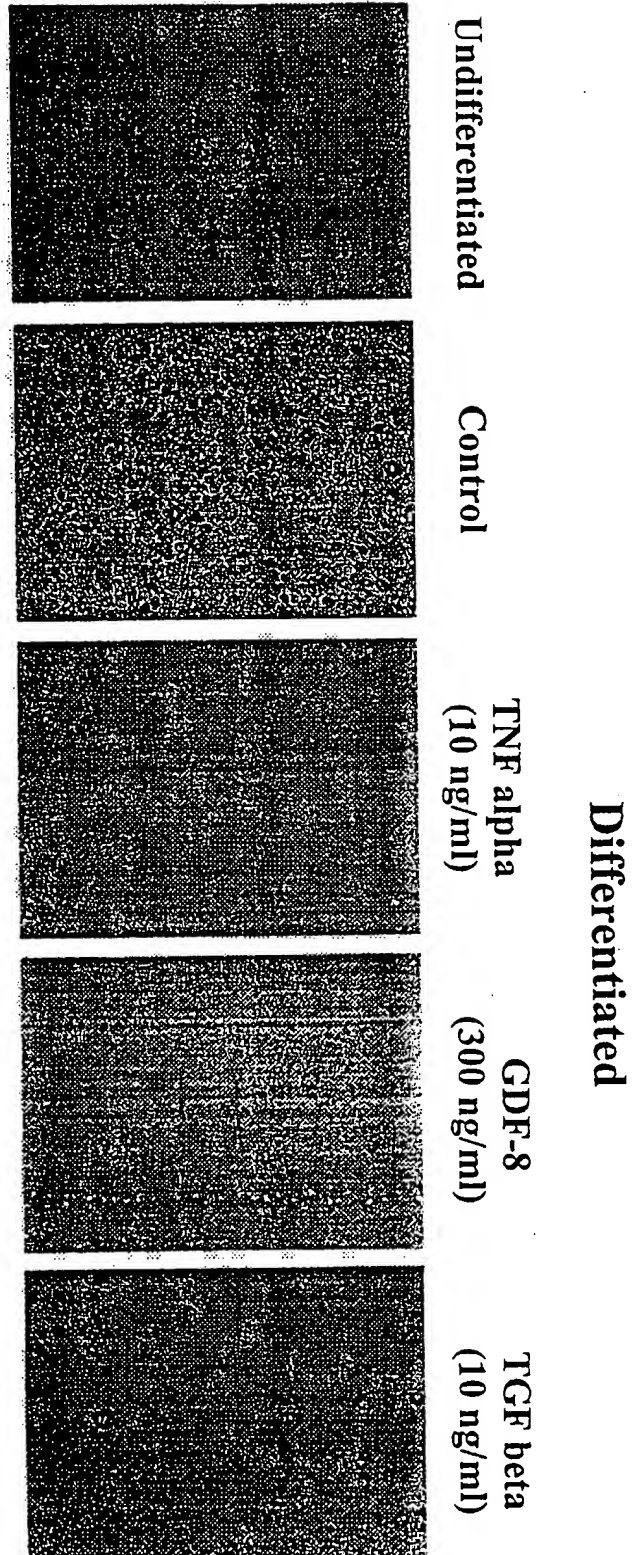 Differentiated
Undifferentiated
Control
TNF alpha
(10 ng/ml)
GDF-8
(300 ng/ml)
TGF beta
(10 ng/ml)